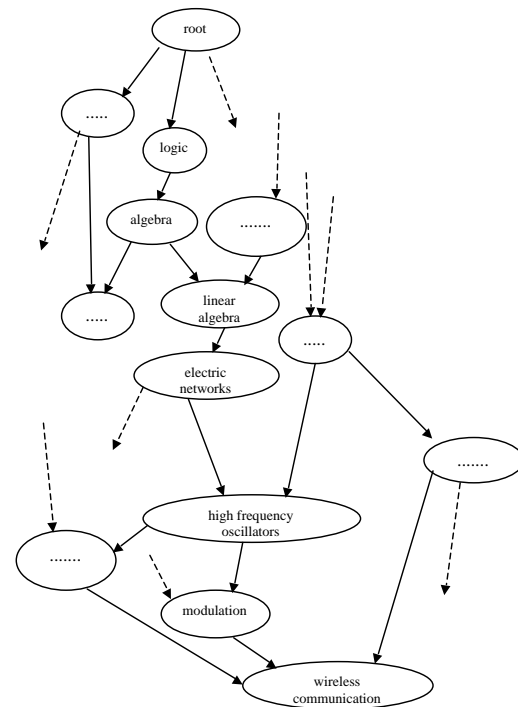 root
.....
logic
algebra
.......
.....
linear
algebra
.....
electric
networks
.......
high frequency
oscillators
.......
modulation
wireless
communication